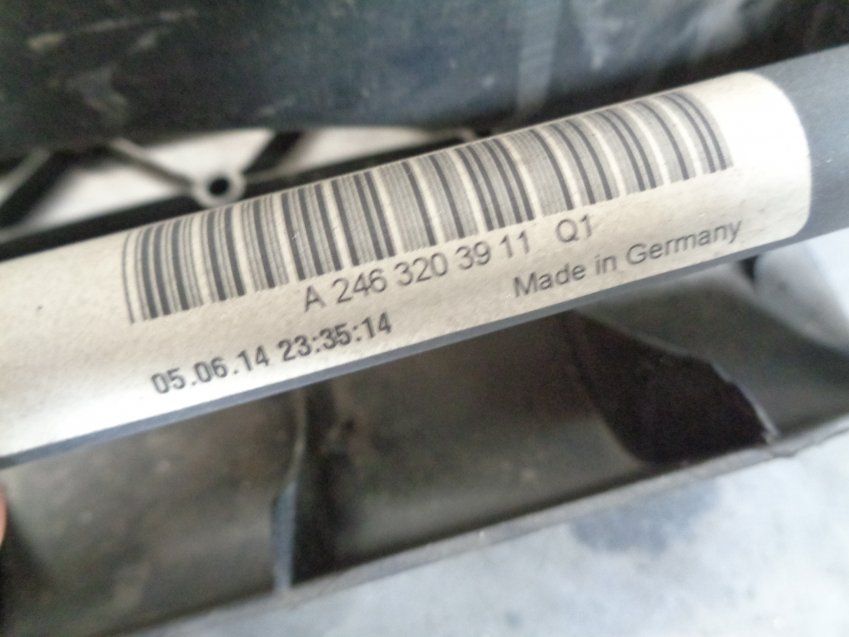 A 246 320 39 11 Q1
Made in Germany
05.06.14 23:35:14